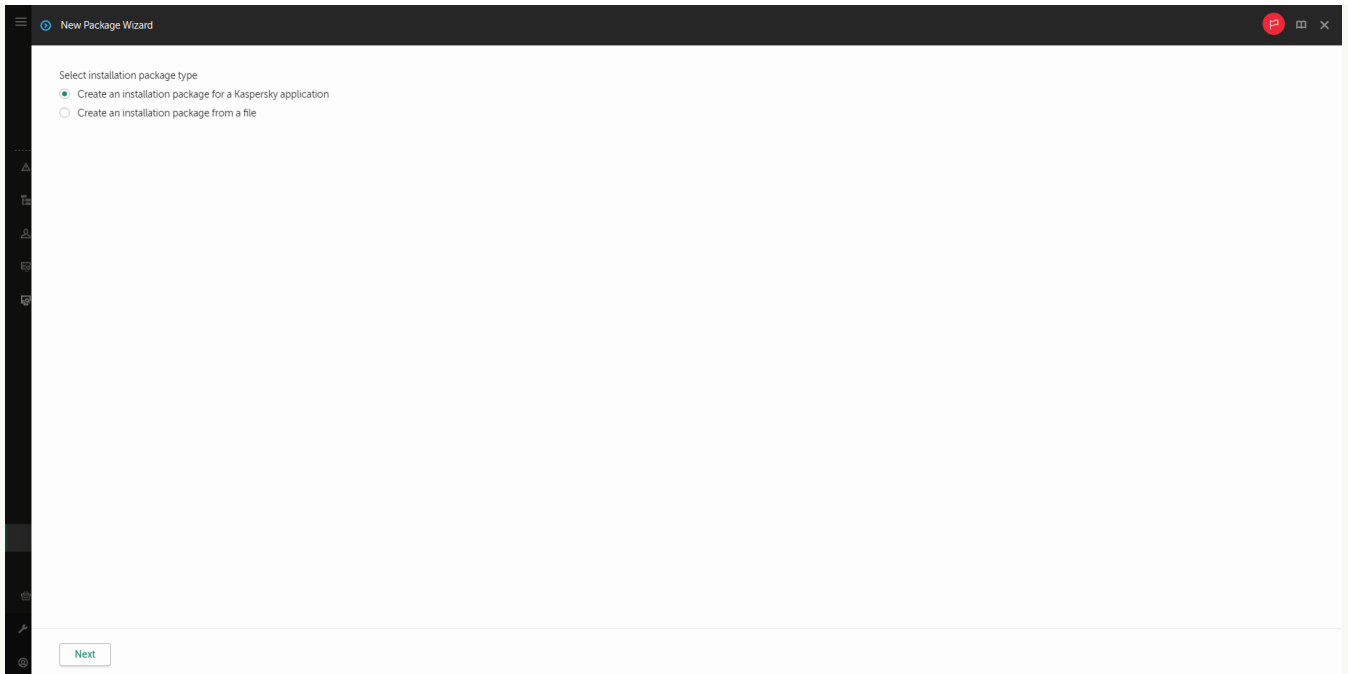 New Package Wizard
Select installation package type
Create an installation package for a Kaspersky application
Create an installation package from a file
Next